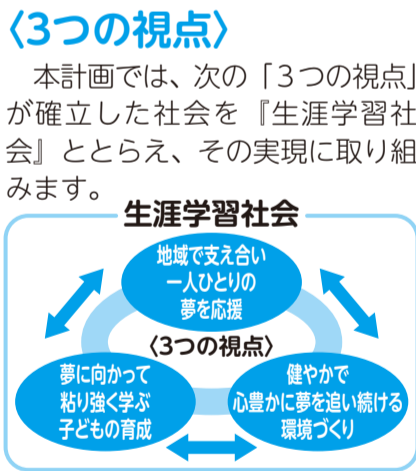 〈3つの視点〉
　本計画では、次の「３つの視点」
が確立した社会を『生涯学習社
会』ととらえ、その実現に取り組
みます。
生涯学習社会
地域で支え合い
一人ひとりの
夢を応援
〈3つの視点〉
夢に向かって
粘り強く学ぶ
子どもの育成
健やかで
心豊かに夢を追い続ける
環境づくり